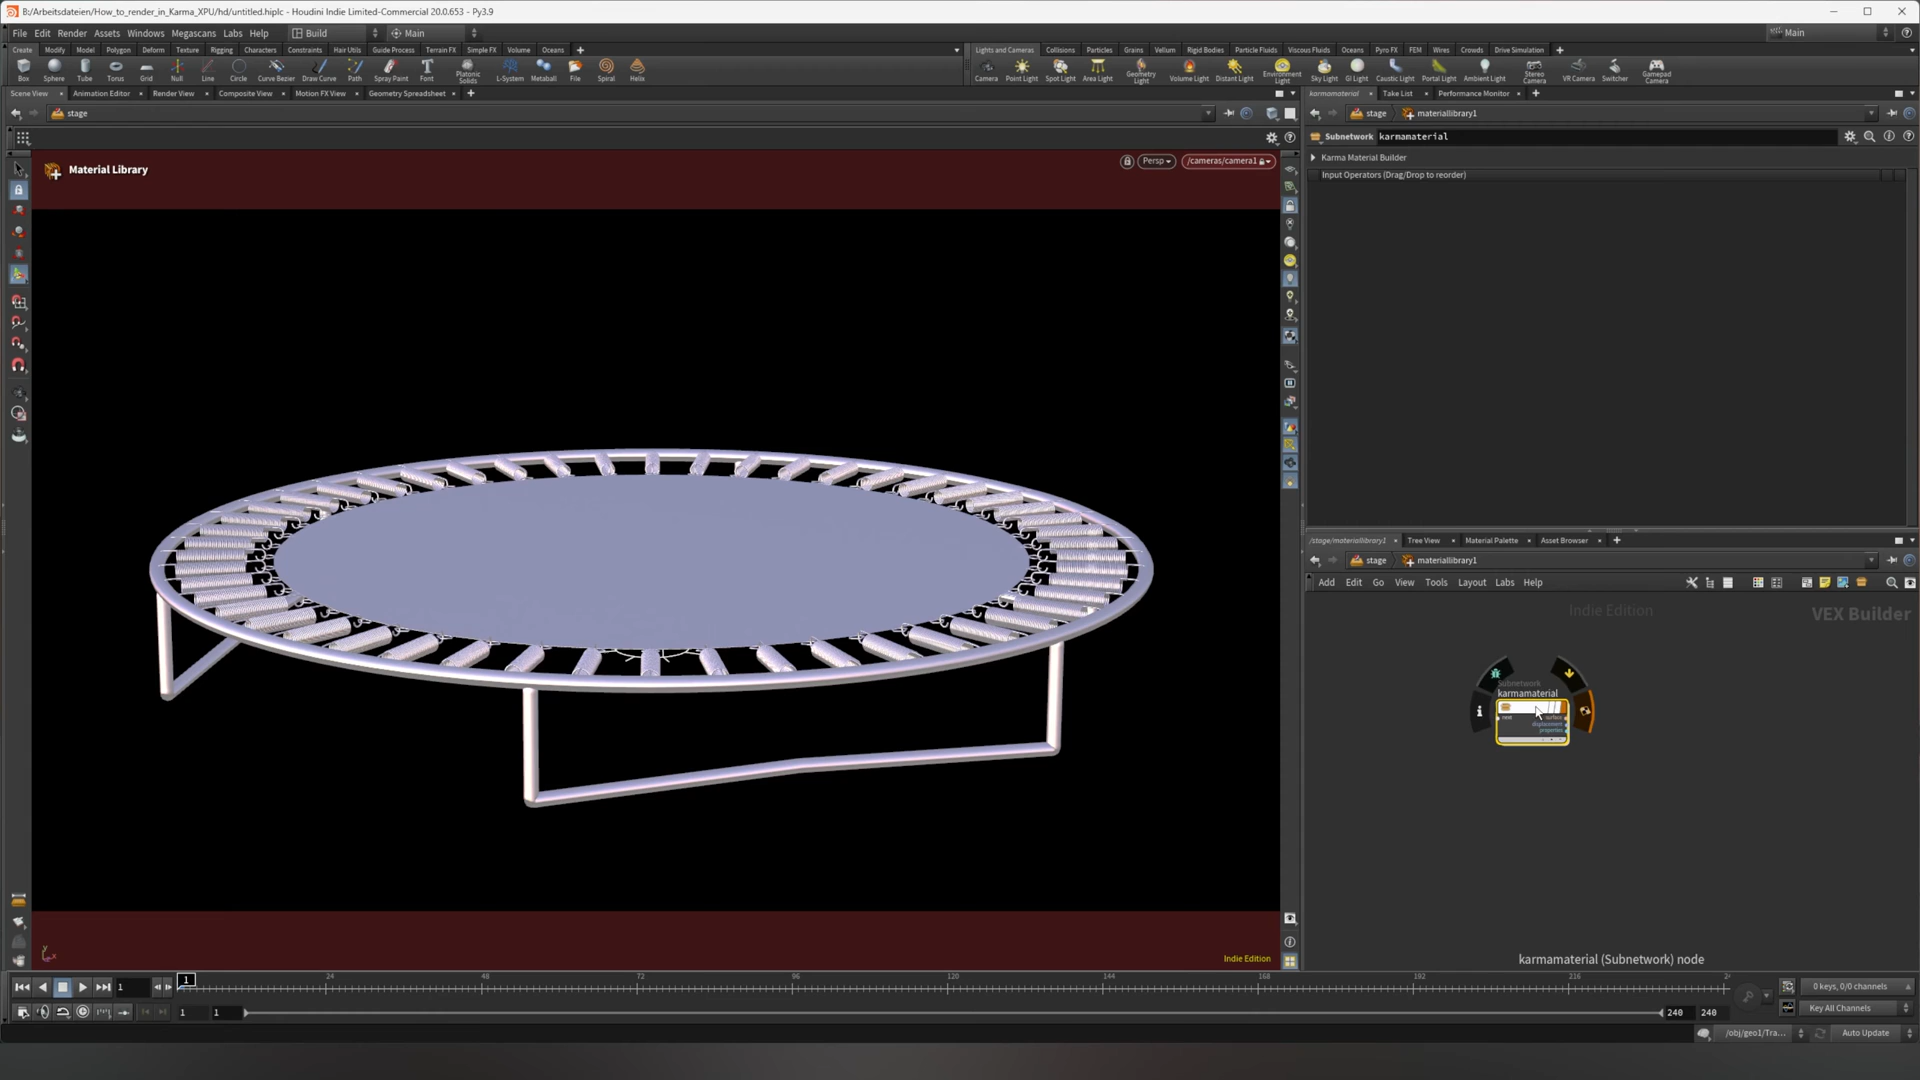 B:/Arbeitsdateien/How_to_render_in_Karma_XPU/hd/untitled.hiplc - Houdini Indie Limited-Commercial 20.0.653 - Py3.9
File Edit Render Assets Windows Megascans Labs Help Build Main Main
Create Modify Model Polygon Deform Texture Rigging Characters Constraints Hair Utils Guide Process Terrain FX Simple FX Volume Oceans
Lights and Cameras Collisions Particles Grains Vellum Rigid Bodies Particle Fluids Viscous Fluids Oceans Pyro FX FEM Wires Crowds Drive Simulation
Box Sphere Tube Torus Grid Null Line Circle Curve Bezier Draw Curve Path Spray Paint Font Platonic Solids L-System Metaball File Spiral Helix
Camera Point Light Spot Light Area Light Geometry Light Volume Light Distant Light Environment Light Sky Light GI Light Caustic Light Portal Light Ambient Light Stereo Camera VR Camera Switcher Gamepad Camera
Scene View Animation Editor Render View Composite View Motion FX View Geometry Spreadsheet
karmamaterial Take List Performance Monitor
stage
stage materiallibrary1
Subnetwork karmamaterial
Karma Material Builder
Input Operators (Drag/Drop to reorder)
Material Library
Persp /cameras/camera1
/stage/materiallibrary1 Tree View Material Palette Asset Browser
stage materiallibrary1
Add Edit Go View Tools Layout Labs Help
Indie Edition
VEX Builder
Subnetwork
karmamaterial
next surface
displacement
properties
Indie Edition
karmamaterial (Subnetwork) node
1 1 24 48 72 96 120 144 168 192 216
0 keys, 0/0 channels
1 1 240 240
Key All Channels
/obj/geo1/Tra... Auto Update